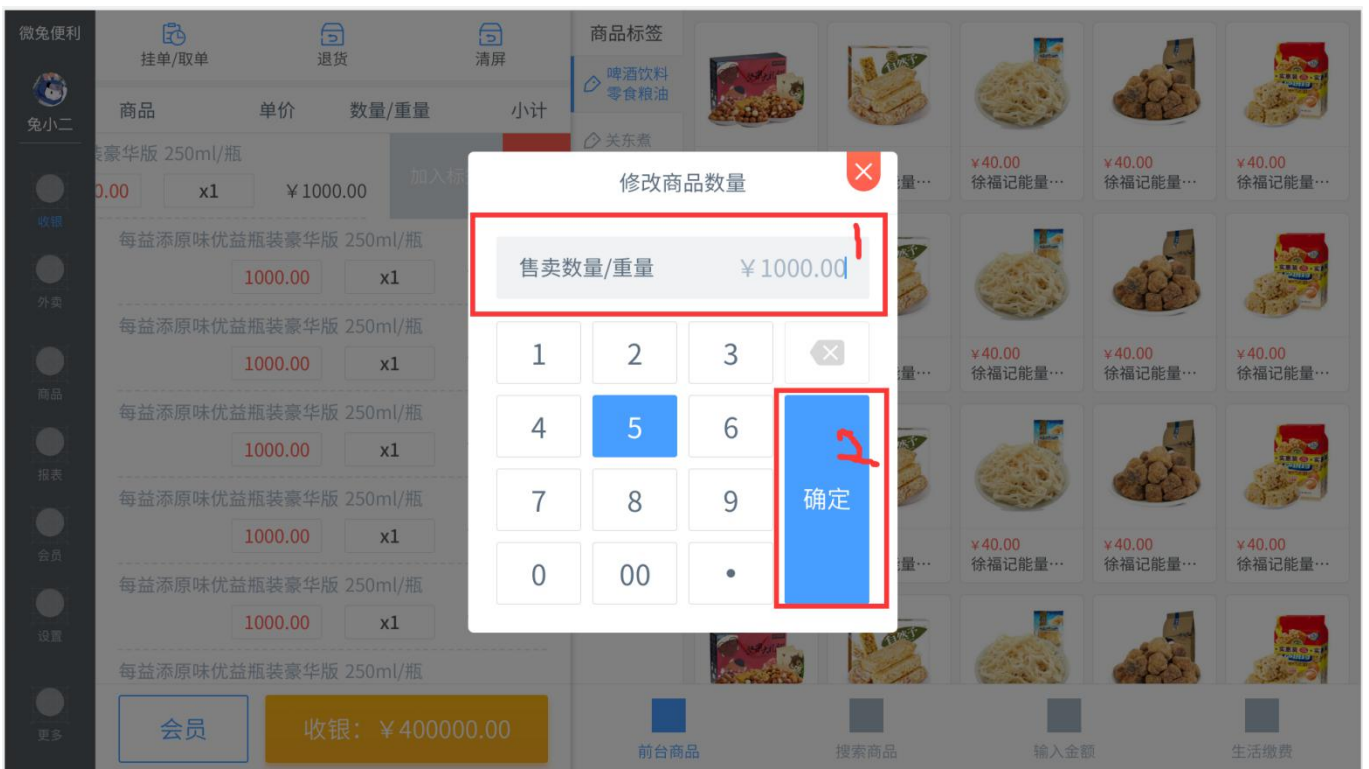 微兔便利
兔小二
收银
外卖
商品
报表
会员
设置
更多
挂单/取单
退货
清屏
商品 单价 数量/重量 小计
豪华版 250ml/瓶
0.00 x1 ￥1000.00
加入标
每益添原味优益瓶装豪华版 250ml/瓶
1000.00 x1
每益添原味优益瓶装豪华版 250ml/瓶
1000.00 x1
每益添原味优益瓶装豪华版 250ml/瓶
1000.00 x1
每益添原味优益瓶装豪华版 250ml/瓶
1000.00 x1
每益添原味优益瓶装豪华版 250ml/瓶
1000.00 x1
每益添原味优益瓶装豪华版 250ml/瓶
会员
收银：￥400000.00
商品标签
啤酒饮料
零食粮油
关东煮
修改商品数量
售卖数量/重量 ￥1000.00
1
1 2 3
4 5 6
2
7 8 9 确定
0 00 •
量…
￥40.00 ￥40.00 ￥40.00
徐福记能量… 徐福记能量… 徐福记能量…
量…
￥40.00 ￥40.00 ￥40.00
徐福记能量… 徐福记能量… 徐福记能量…
量…
￥40.00 ￥40.00 ￥40.00
徐福记能量… 徐福记能量… 徐福记能量…
前台商品
搜索商品
输入金额
生活缴费